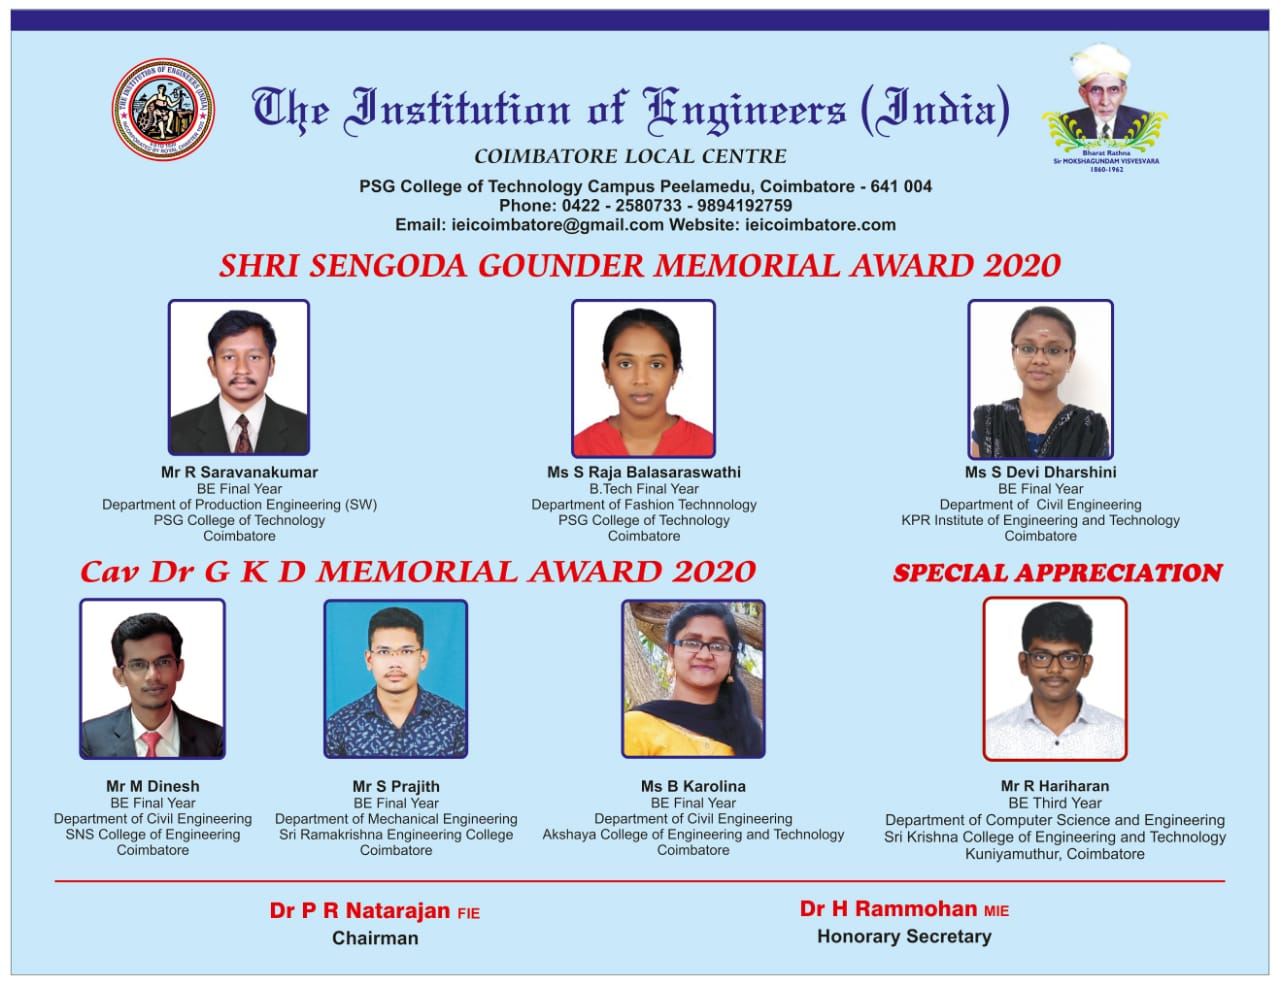 THE INSTITUTION OF ENGINEERS (INDIA)
INCORPORATED BY ROYAL CHARTER 1935
The Institution of Engineers (India)
COIMBATORE LOCAL CENTRE
Bharat Rathna
Sir MOKSHAGUNDAM VISVESVARA
1860-1962
PSG College of Technology Campus Peelamedu, Coimbatore - 641 004
Phone: 0422 - 2580733 - 9894192759
Email: ieicoimbatore@gmail.com Website: ieicoimbatore.com
SHRI SENGODA GOUNDER MEMORIAL AWARD 2020
Mr R Saravanakumar
BE Final Year
Department of Production Engineering (SW)
PSG College of Technology
Coimbatore
Ms S Raja Balasaraswathi
B.Tech Final Year
Department of Fashion Technnology
PSG College of Technology
Coimbatore
Ms S Devi Dharshini
BE Final Year
Department of Civil Engineering
KPR Institute of Engineering and Technology
Coimbatore
Cav Dr G K D MEMORIAL AWARD 2020
Mr M Dinesh
BE Final Year
Department of Civil Engineering
SNS College of Engineering
Coimbatore
Mr S Prajith
BE Final Year
Department of Mechanical Engineering
Sri Ramakrishna Engineering College
Coimbatore
Ms B Karolina
BE Final Year
Department of Civil Engineering
Akshaya College of Engineering and Technology
Coimbatore
SPECIAL APPRECIATION
Mr R Hariharan
BE Third Year
Department of Computer Science and Engineering
Sri Krishna College of Engineering and Technology
Kuniyamuthur, Coimbatore
Dr P R Natarajan FIE
Chairman
Dr H Rammohan MIE
Honorary Secretary